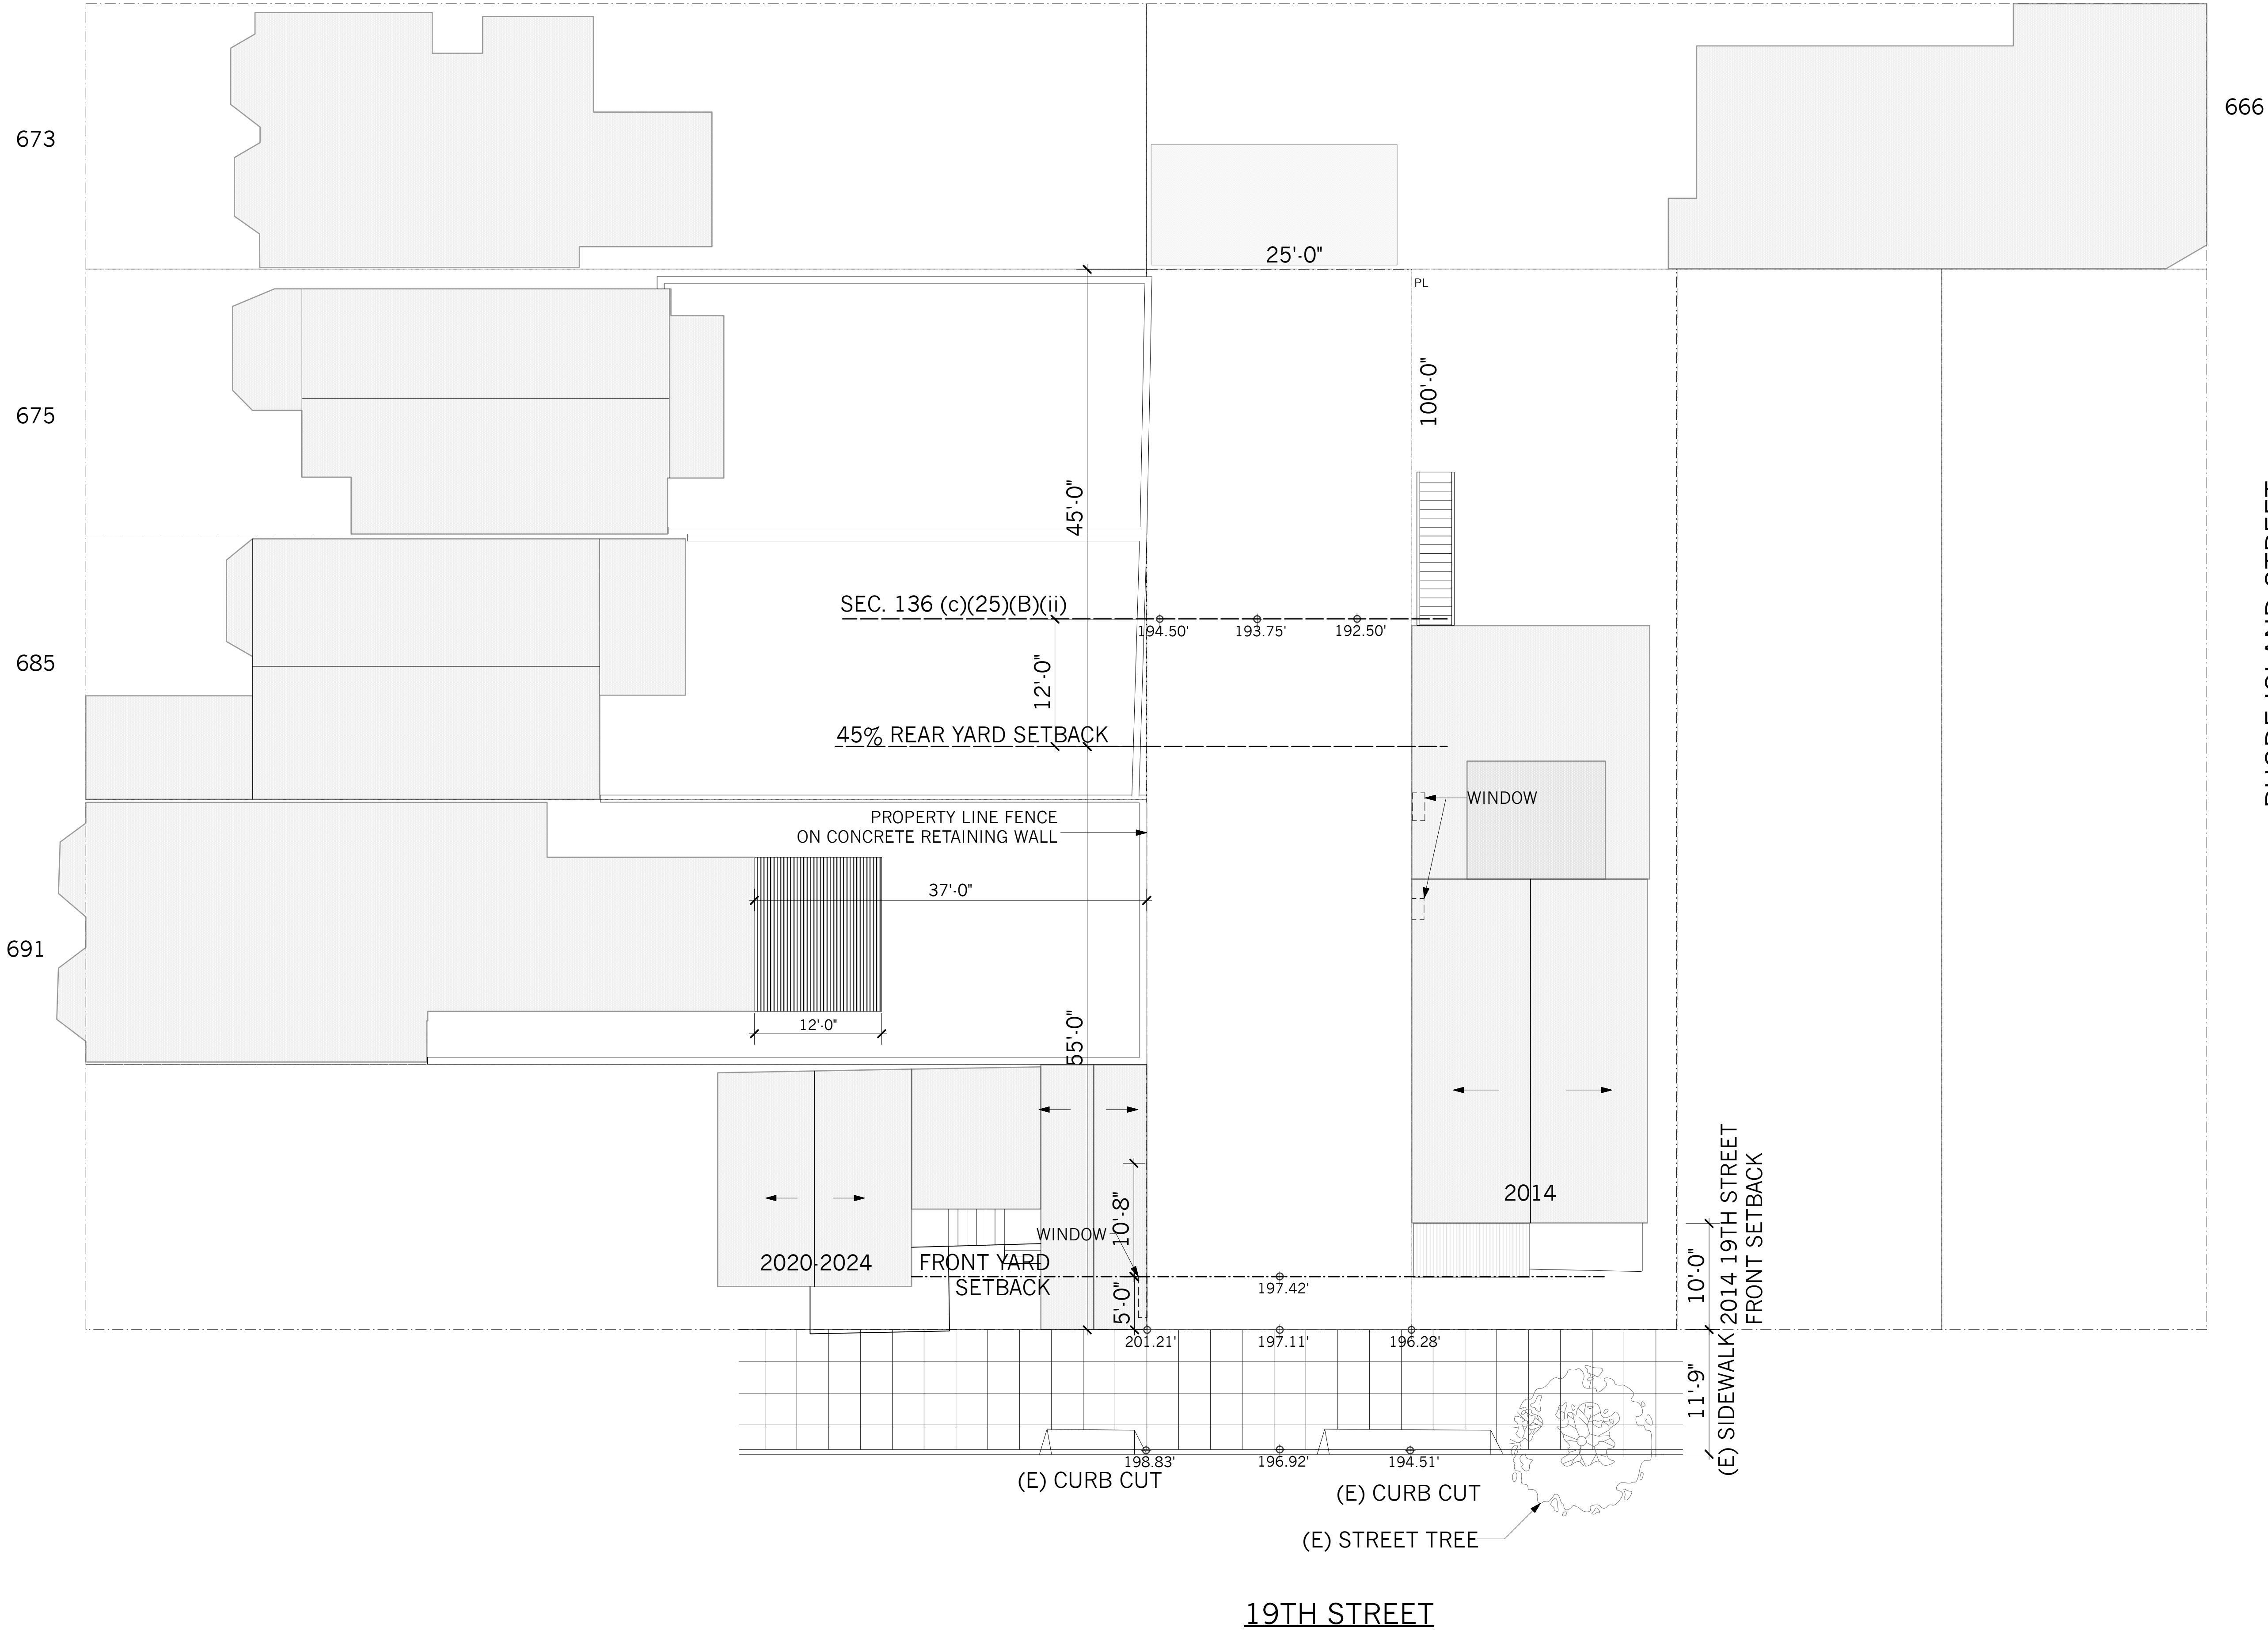 673
666
25'-0"
PL
675
100'-0"
45'-0"
SEC. 136 (c)(25)(B)(ii)
194.50'
193.75'
192.50'
685
12'-0"
45% REAR YARD SETBACK
WINDOW
PROPERTY LINE FENCE
ON CONCRETE RETAINING WALL
37'-0"
691
12'-0"
55'-0"
2014
10'-8"
WINDOW
2020-2024
FRONT YARD
SETBACK
197.42'
5'-0"
10'-0"
2014 19TH STREET
FRONT SETBACK
201.21'
197.11'
196.28'
11'-9"
(E) SIDEWALK
198.83'
196.92'
194.51'
(E) CURB CUT
(E) CURB CUT
(E) STREET TREE
19TH STREET